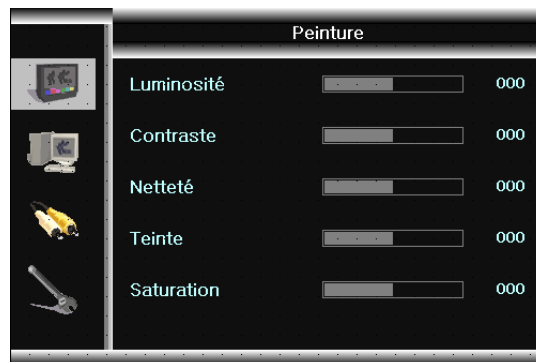 Peinture
Luminosité 000
Contraste 000
Netteté 000
Teinte 000
Saturation 000